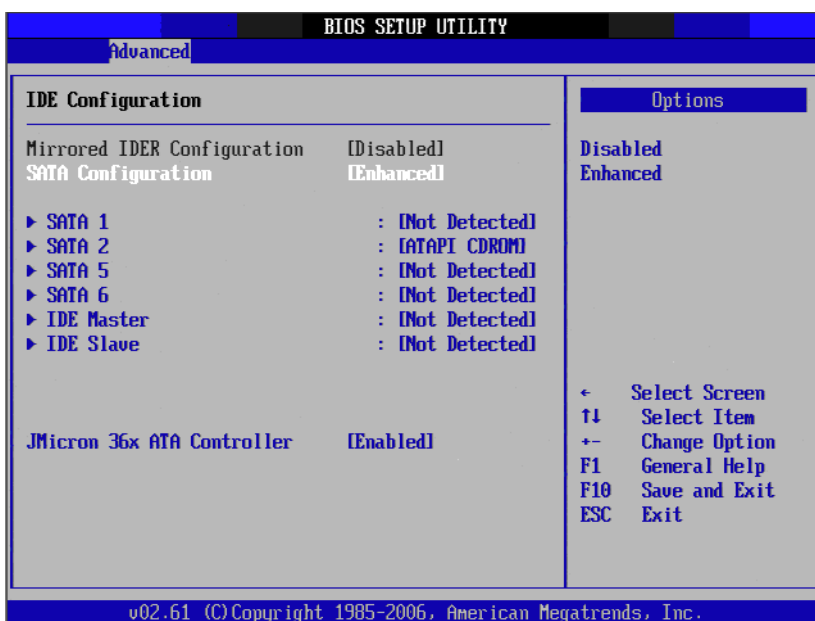 BIOS SETUP UTILITY
Advanced
IDE Configuration
Mirrored IDER Configuration [Disabled]
SATA Configuration [Enhanced]
▶ SATA 1 : [Not Detected]
▶ SATA 2 : [ATAPI CDROM]
▶ SATA 5 : [Not Detected]
▶ SATA 6 : [Not Detected]
▶ IDE Master : [Not Detected]
▶ IDE Slave : [Not Detected]
JMicron 36x ATA Controller [Enabled]
Options
Disabled
Enhanced
← Select Screen
↑↓ Select Item
+- Change Option
F1 General Help
F10 Save and Exit
ESC Exit
v02.61 (C)Copyright 1985-2006, American Megatrends, Inc.